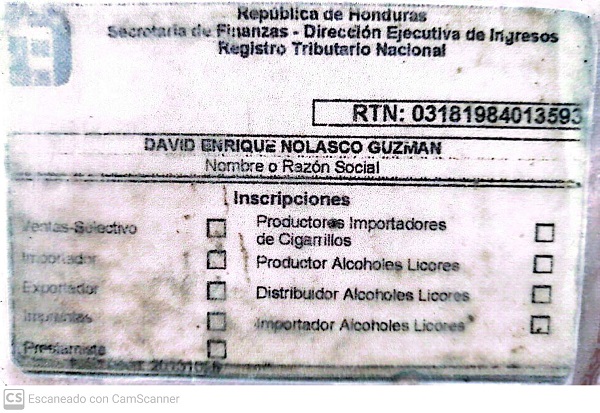 República de Honduras
Secretaria de Finanzas - Dirección Ejecutiva de Ingresos
Registro Tributario Nacional
RTN: 03181984013593
DAVID ENRIQUE NOLASCO GUZMAN
Nombre o Razón Social
Inscripciones
Ventas-Selectivo
Productores Importadores
de Cigarrillos
Importador
Productor Alcoholes Licores
Exportador
Distribuidor Alcoholes Licores
Imprentas
Importador Alcoholes Licores
Prestamista
CS Escaneado con CamScanner